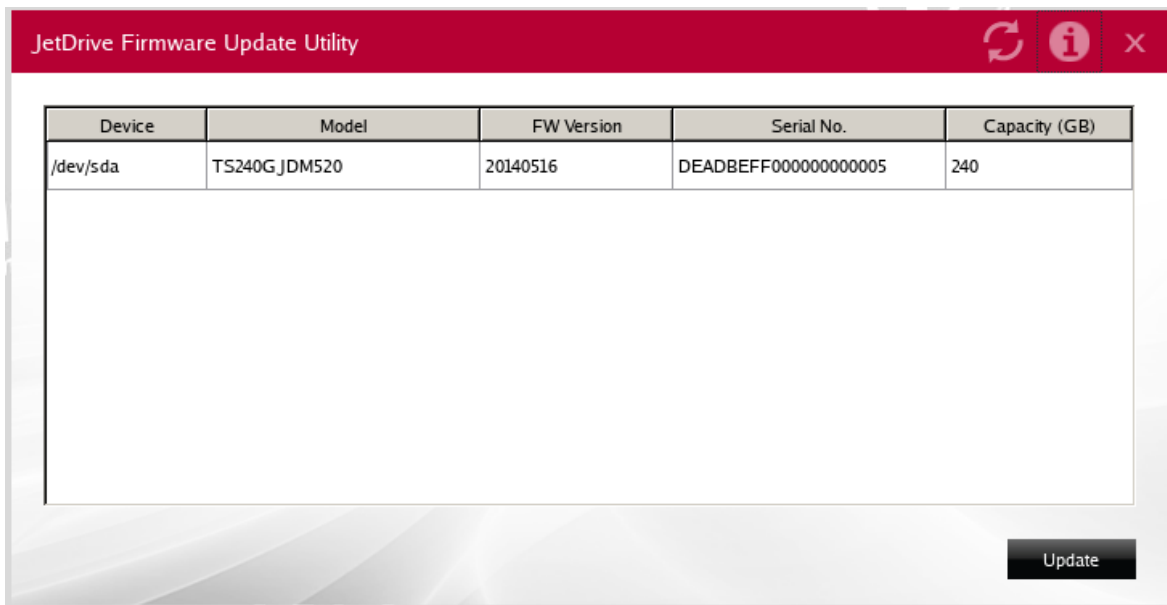 JetDrive Firmware Update Utility
Device Model FW Version Serial No. Capacity (GB)
/dev/sda TS240GJDM520 20140516 DEADBEFF000000000005 240
Update